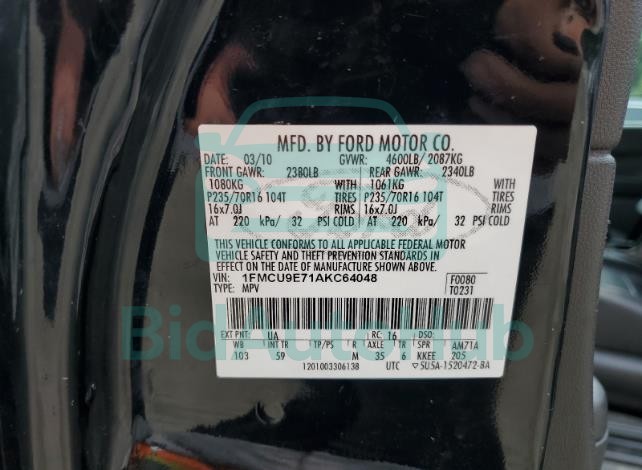 MFD. BY FORD MOTOR CO.
DATE: 03/10 GVWR: 4600LB/ 2087KG
FRONT GAWR: 2380LB REAR GAWR: 2340LB
1080KG WITH 1061KG WITH
P235/70R16 104T TIRES P235/70R16 104T TIRES
16x7.0J RIMS 16x7.0J RIMS
AT 220 kPa/ 32 PSI COLD AT 220 kPa/ 32 PSI COLD
THIS VEHICLE CONFORMS TO ALL APPLICABLE FEDERAL MOTOR
VEHICLE SAFETY AND THEFT PREVENTION STANDARDS IN
EFFECT ON THE DATE OF MANUFACTURE SHOWN ABOVE.
VIN: 1FMCU9E71AKC64048 F0080
TYPE: MPV T0231
EXT PNT: UA RC: 16 DSO:
WB INT TR TP/PS R AXLE TR SPR AM71A
103 59 M 35 6 KKEE 205
1201003306138 UTC ▽5U5A-1520472-BA
BidAutoHub